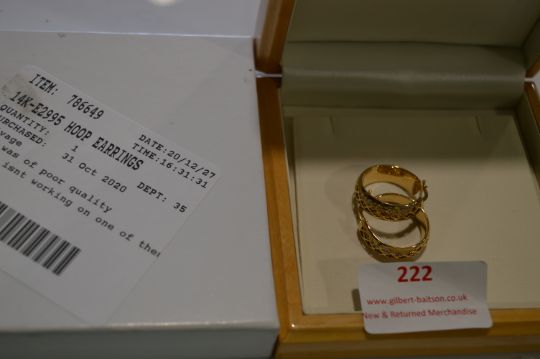 ITEM: 786649
14K-E2995 HOOP EARRINGS
QUANTITY: 1
DATE:20/12/27
TIME:16:31:31
PURCHASED: 31 Oct 2020 DEPT: 35
was of poor quality
isnt working on one of the
222
www.gilbert-baitson.co.uk
New & Returned Merchandise